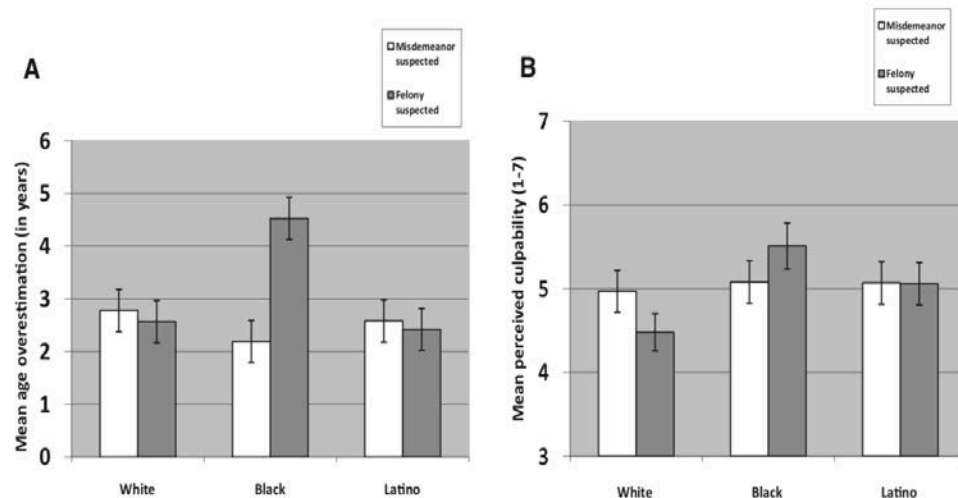 A
Misdemeanor
suspected
Felony
suspected
Mean age overestimation (in years)
6
5
4
3
2
1
0
White
Black
Latino
B
Misdemeanor
suspected
Felony
suspected
Mean perceived culpability (1-7)
7
6
5
4
3
White
Black
Latino